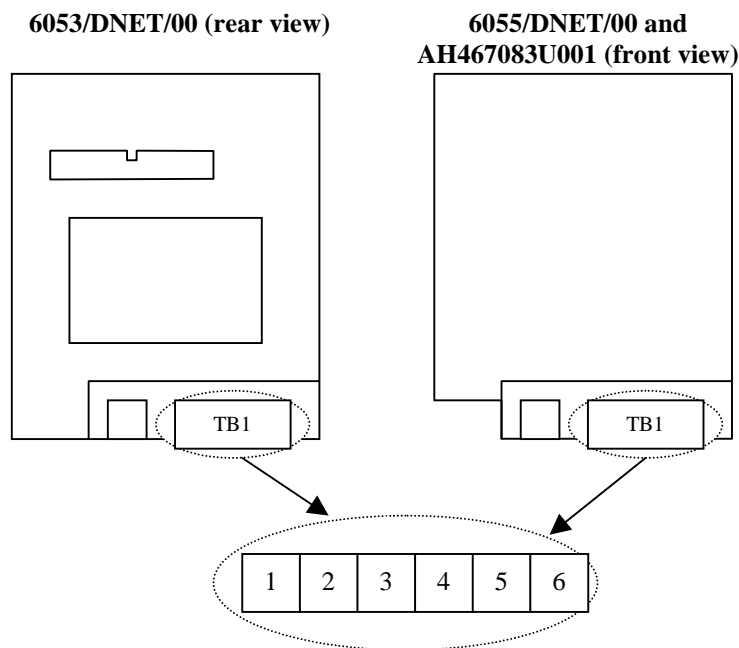 6053/DNET/00 (rear view)
6055/DNET/00 and
AH467083U001 (front view)
TB1
TB1
1 2 3 4 5 6